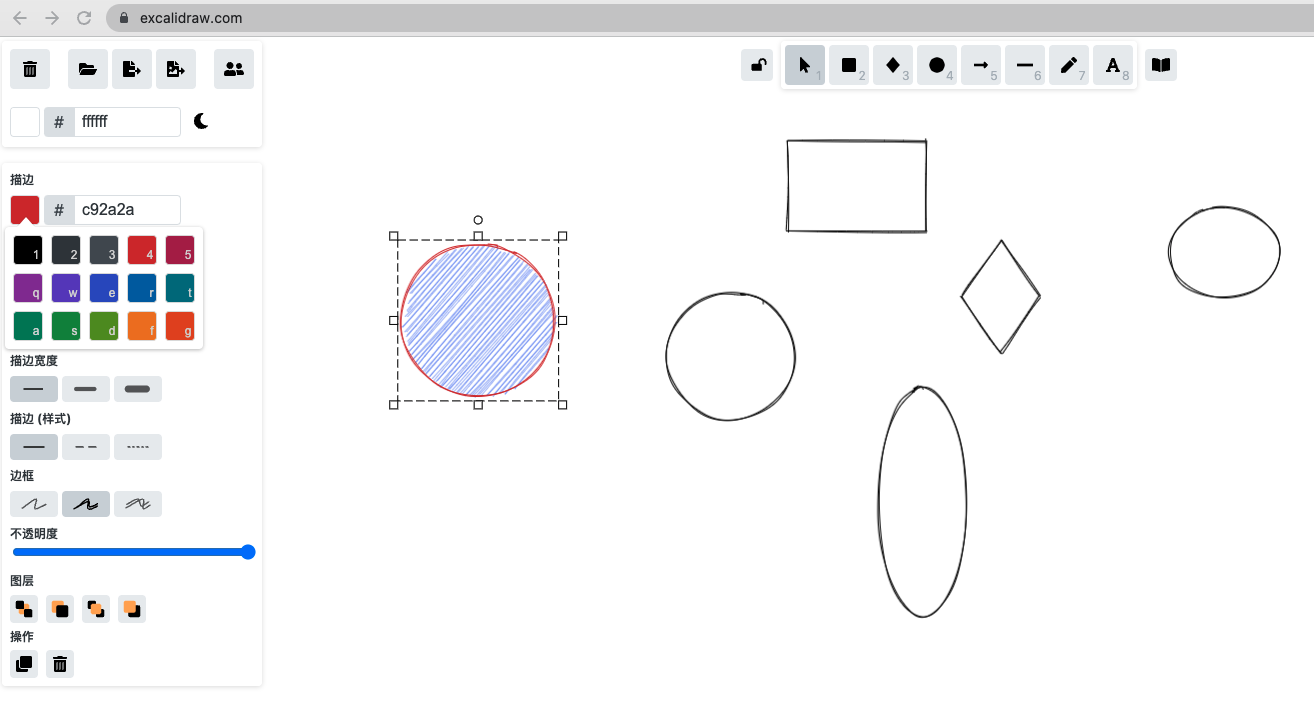 excalidraw.com
1 2 3 4 5 6 7 A 8
# ffffff
描边
# c92a2a
1 2 3 4 5
q w e r t
a s d f g
描边宽度
描边 (样式)
边框
不透明度
图层
操作